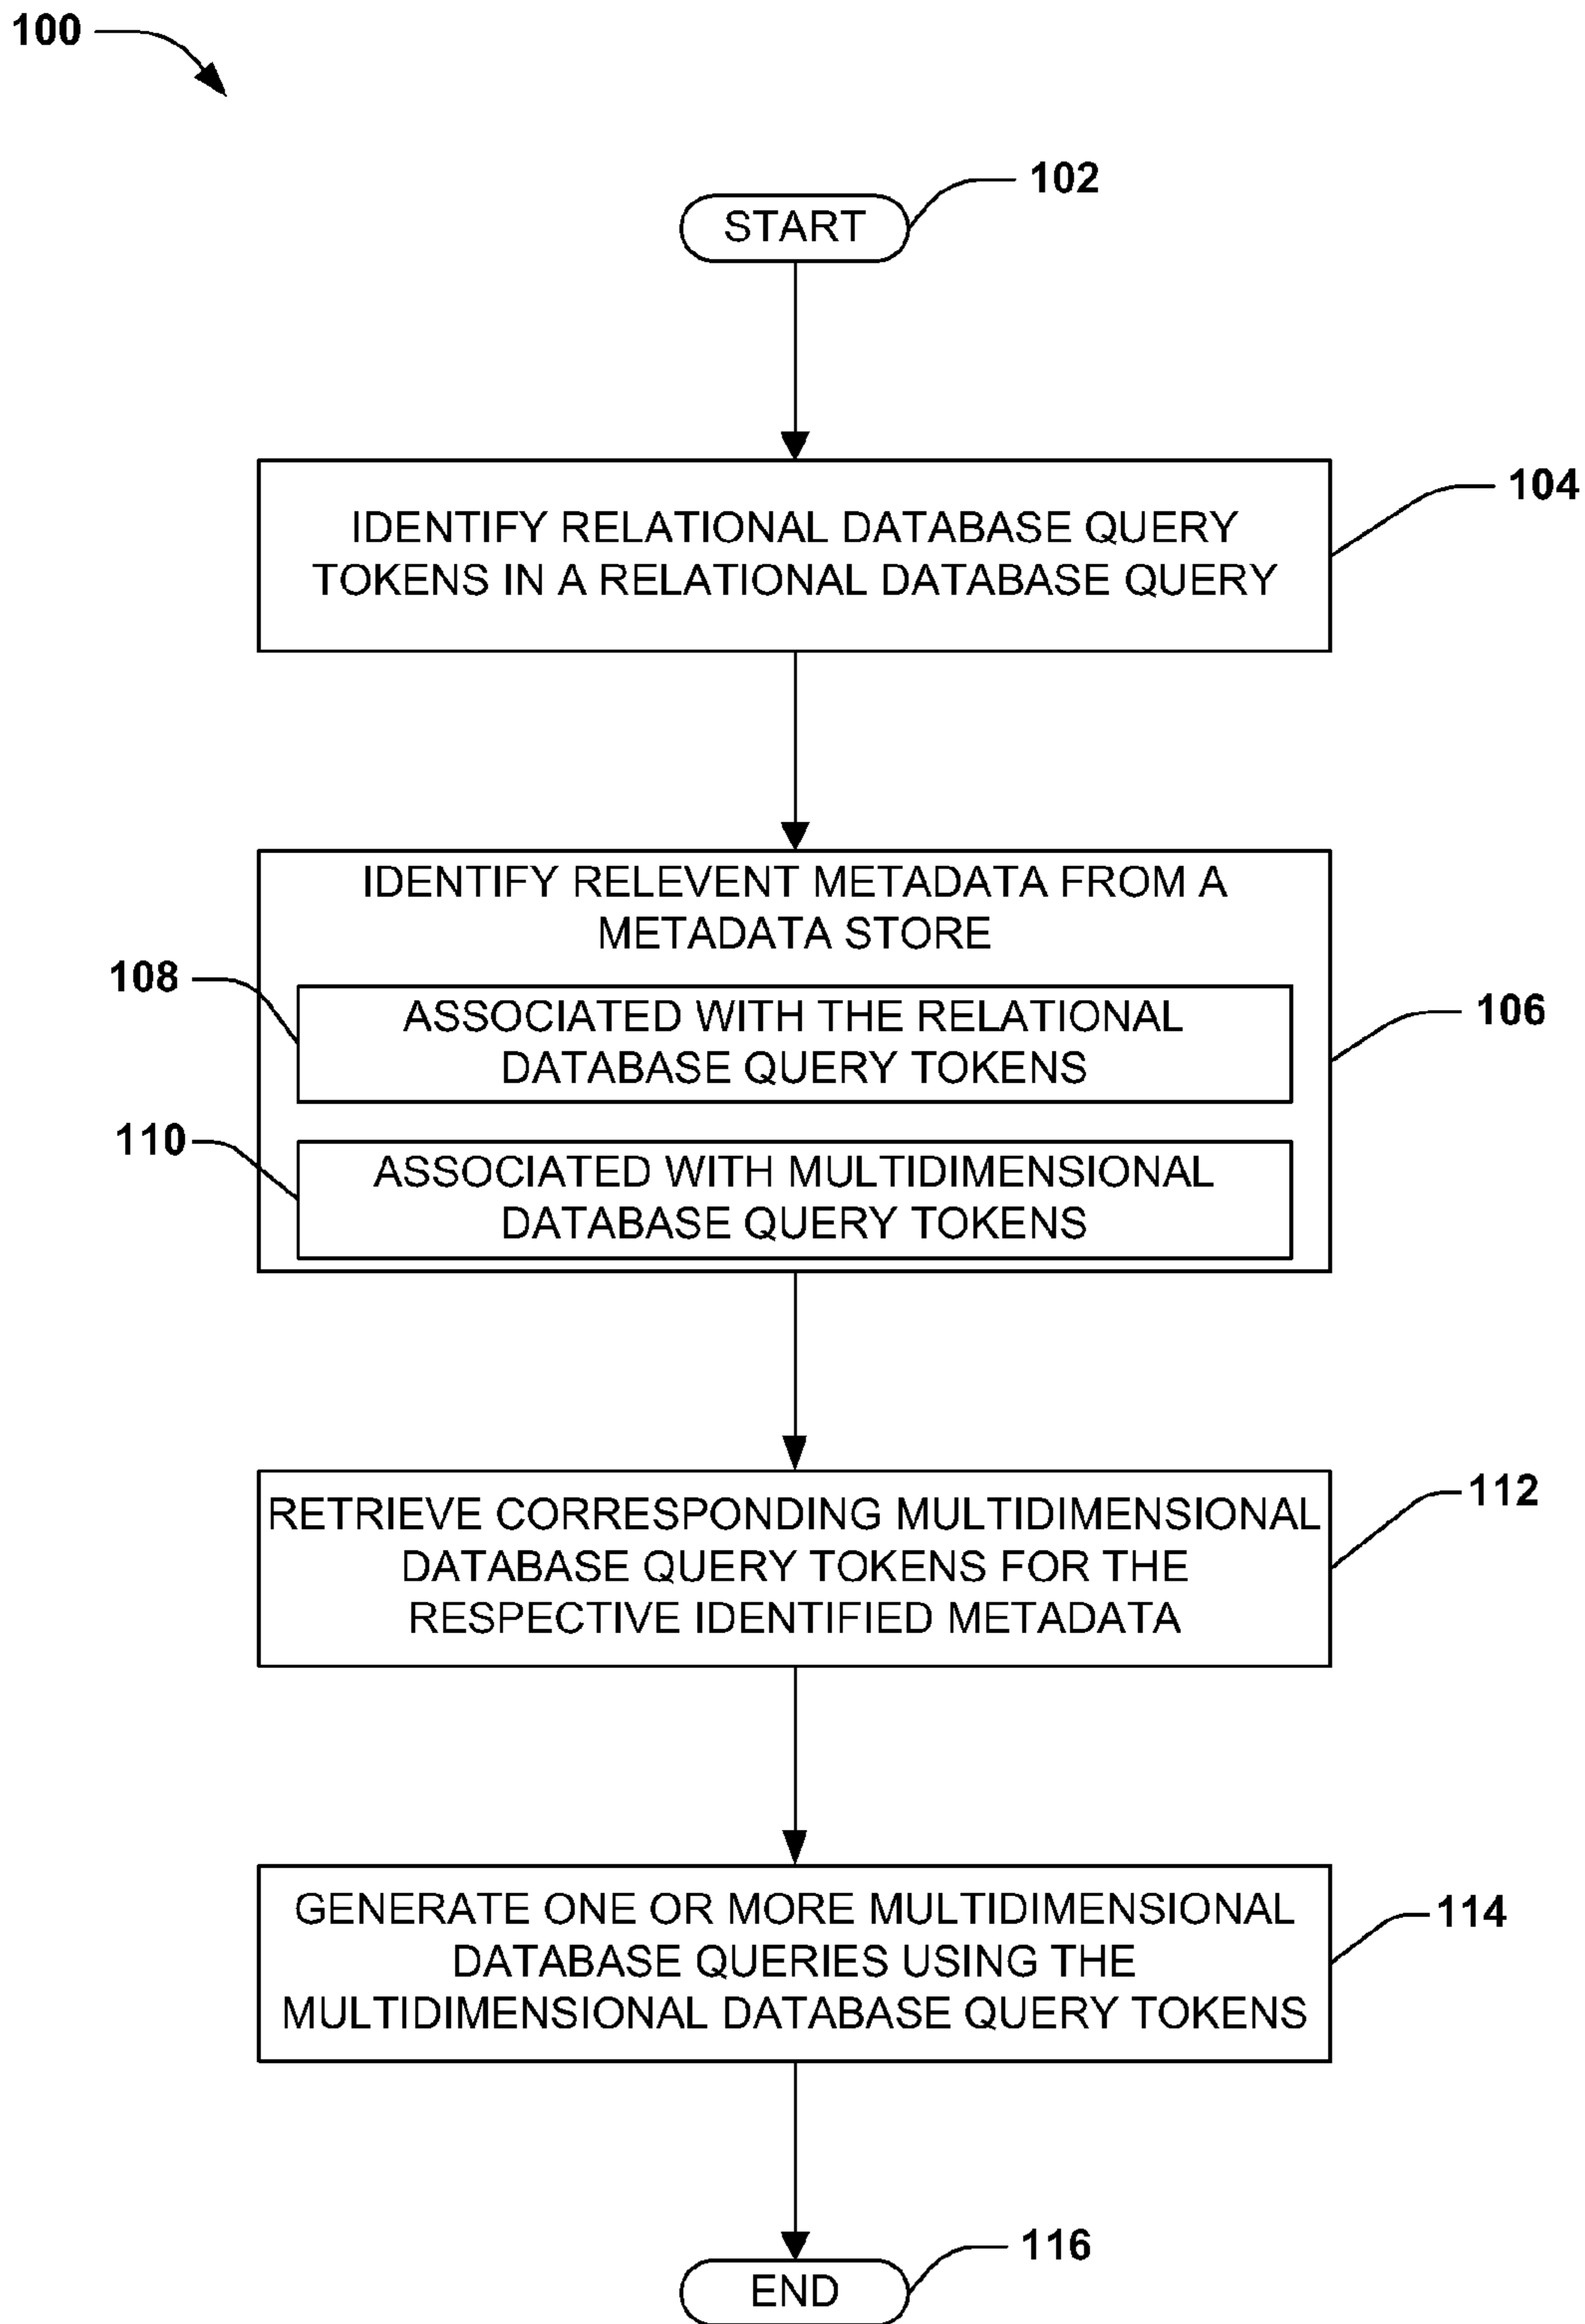 100
102
START
104
IDENTIFY RELATIONAL DATABASE QUERY
TOKENS IN A RELATIONAL DATABASE QUERY
IDENTIFY RELEVENT METADATA FROM A
METADATA STORE
108
ASSOCIATED WITH THE RELATIONAL
DATABASE QUERY TOKENS
106
110
ASSOCIATED WITH MULTIDIMENSIONAL
DATABASE QUERY TOKENS
112
RETRIEVE CORRESPONDING MULTIDIMENSIONAL
DATABASE QUERY TOKENS FOR THE
RESPECTIVE IDENTIFIED METADATA
114
GENERATE ONE OR MORE MULTIDIMENSIONAL
DATABASE QUERIES USING THE
MULTIDIMENSIONAL DATABASE QUERY TOKENS
116
END